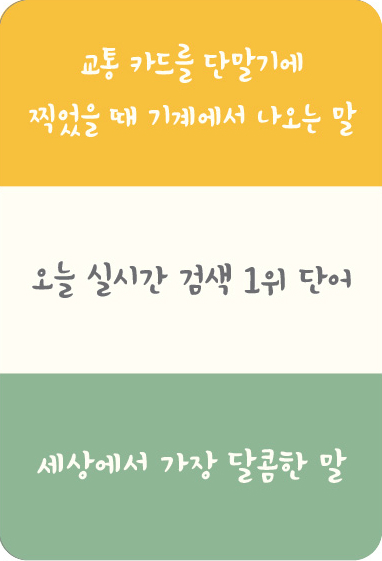 교통 카드를 단말기에
찍었을 때 기계에서 나오는 말
오늘 실시간 검색 1위 단어
세상에서 가장 달콤한 말